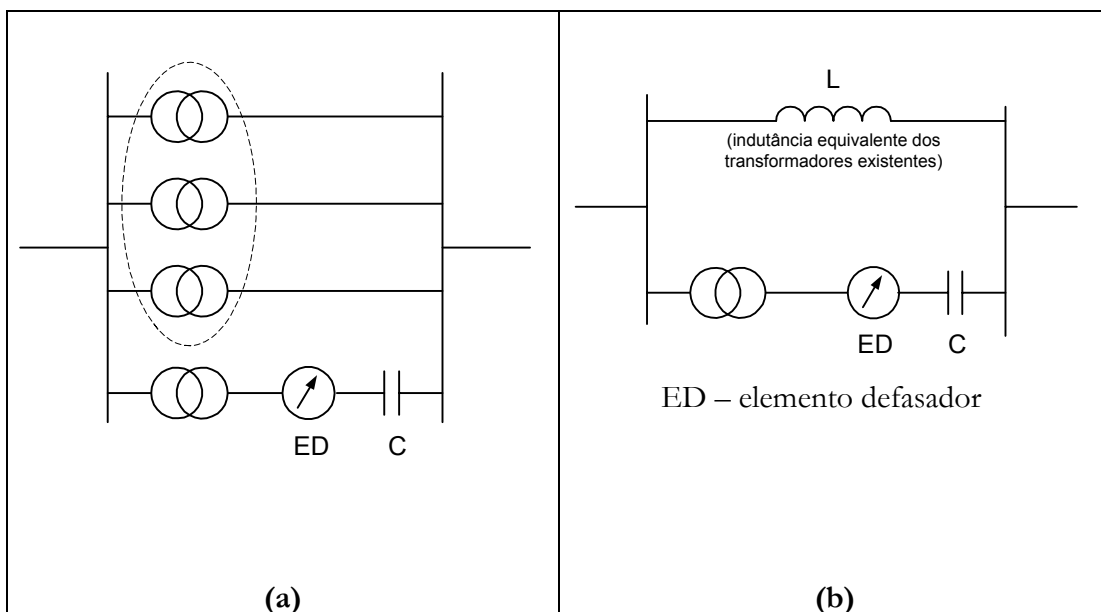 ED
C
(a)
L
(indutância equivalente dos
transformadores existentes)
ED
C
ED – elemento defasador
(b)